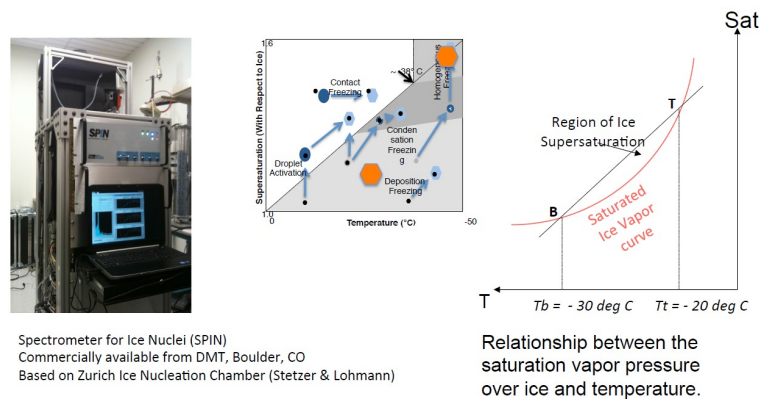 SPIN
1.6
Supersaturation (With Respect to Ice)
1.0
0
Temperature (°C)
-50
~ -38° C
Contact
Freezing
Homogeneous
Droplet
Activation
Conden
sation
Freezin
g
Deposition
Freezing
Sat
T
Region of Ice
Supersaturation
B
Saturated
Ice Vapor
curve
T
Tb = - 30 deg C
Tt = - 20 deg C
Spectrometer for Ice Nuclei (SPIN)
Commercially available from DMT, Boulder, CO
Based on Zurich Ice Nucleation Chamber (Stetzer & Lohmann)
Relationship between the
saturation vapor pressure
over ice and temperature.